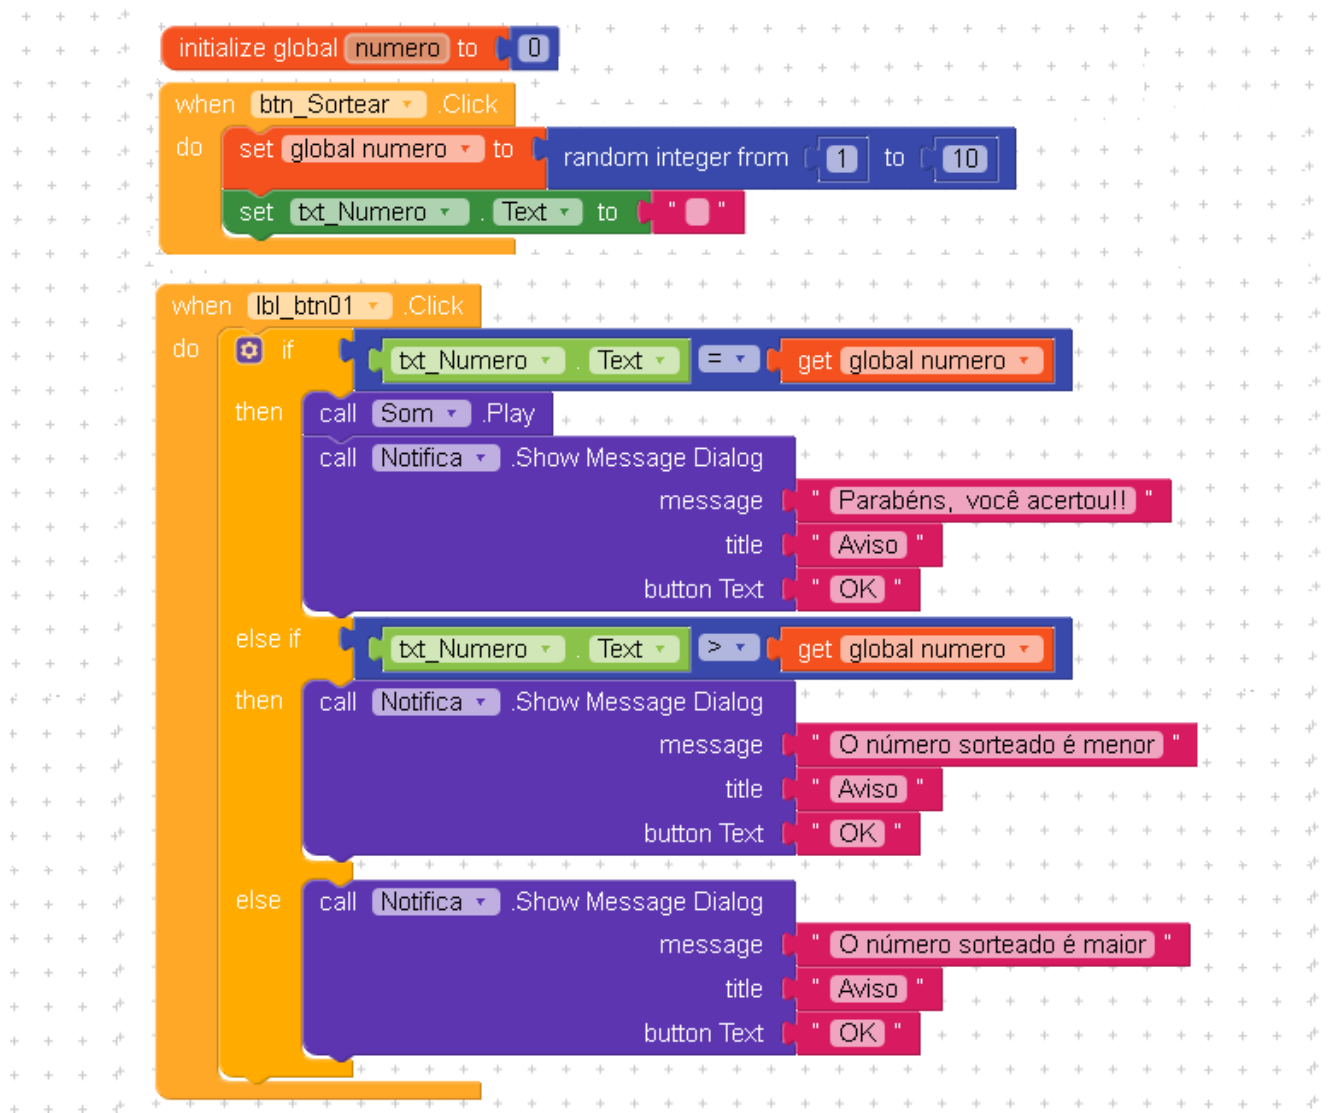 initialize global numero to 0
when btn_Sortear .Click
do set global numero to random integer from 1 to 10
set txt_Numero . Text to " "
when lbl_btn01 .Click
do if txt_Numero . Text = get global numero
then call Som .Play
call Notifica .Show Message Dialog
message " Parabéns, você acertou!! "
title " Aviso "
button Text " OK "
else if txt_Numero . Text > get global numero
then call Notifica .Show Message Dialog
message " O número sorteado é menor "
title " Aviso "
button Text " OK "
else call Notifica .Show Message Dialog
message " O número sorteado é maior "
title " Aviso "
button Text " OK "